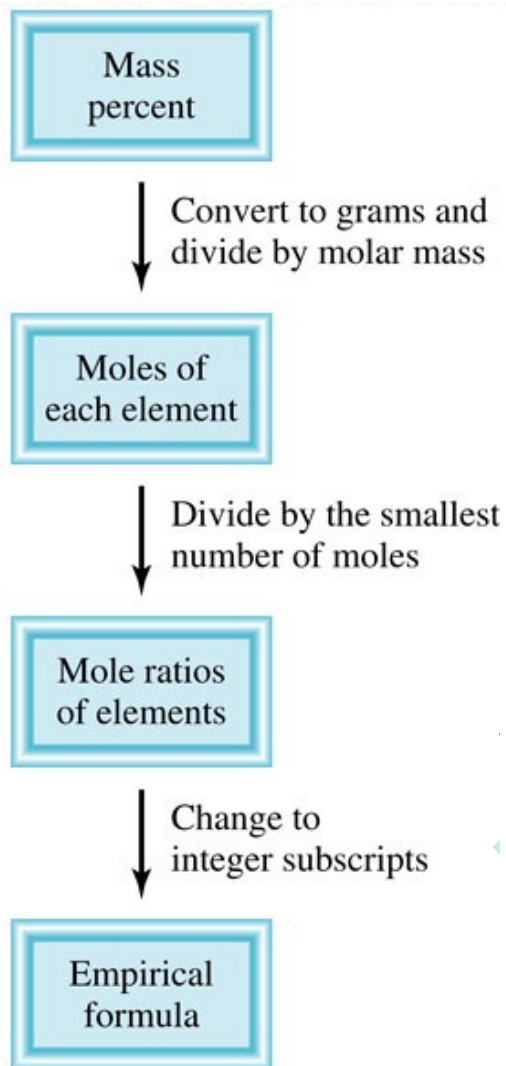 Mass
percent
Convert to grams and
divide by molar mass
Moles of
each element
Divide by the smallest
number of moles
Mole ratios
of elements
Change to
integer subscripts
Empirical
formula